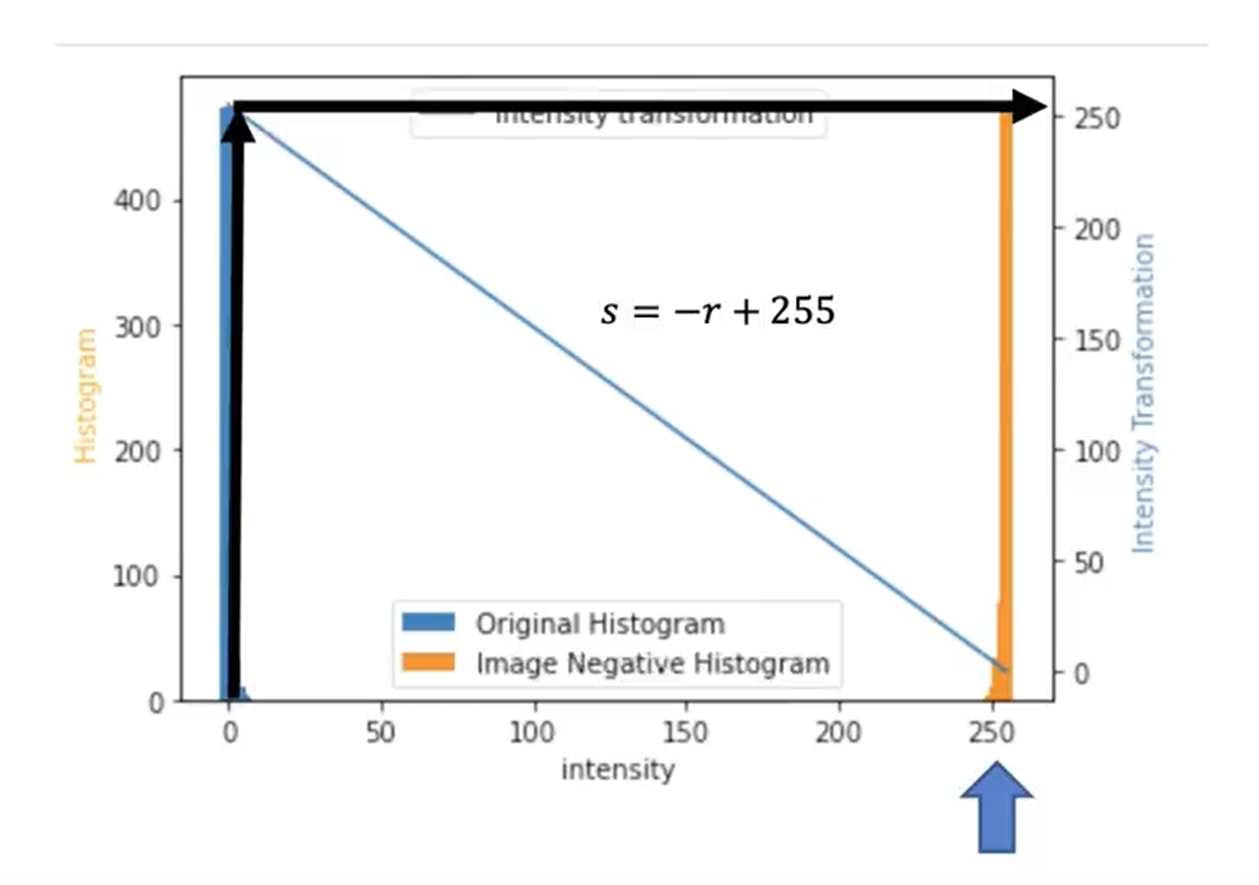 Intensity transformation
250
400
200
s = −r + 255
300
150
Histogram
Intensity Transformation
200
100
100
50
Original Histogram
Image Negative Histogram
0
0
0 50 100 150 200 250
intensity